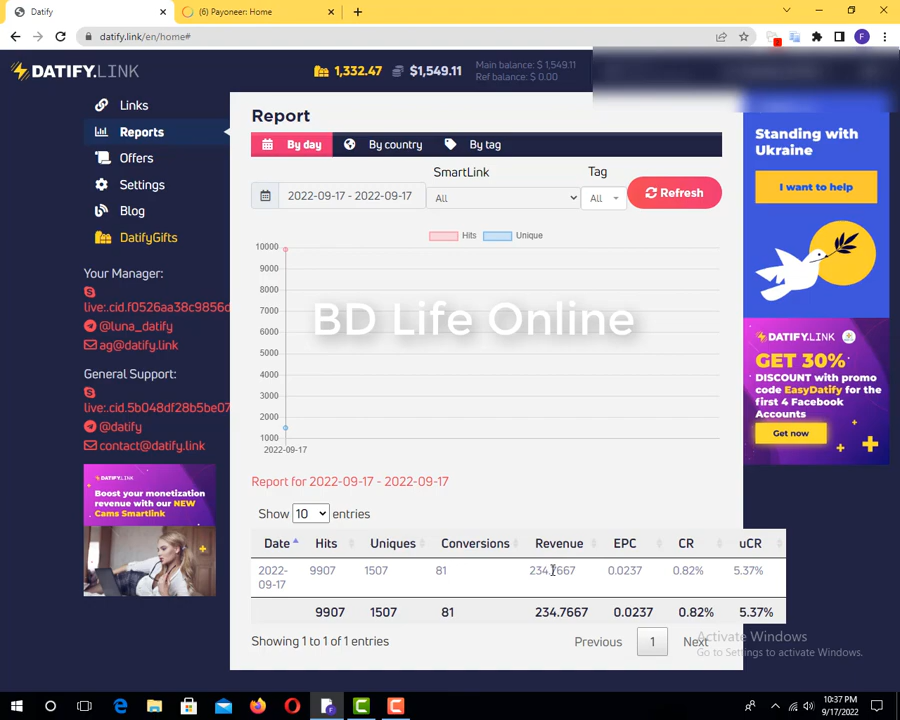 Datify
(6) Payoneer: Home
datify.link/en/home#
2
F
DATIFY.LINK
1,332.47
$1,549.11
Main balance: $ 1,549.11
Ref balance: $ 0.00
Links
Reports
Offers
Settings
Blog
DatifyGifts
Your Manager:
live:.cid.f0526aa38c9856d
@luna_datify
ag@datify.link
General Support:
live:.cid.5b048df28b5be07
@datify
contact@datify.link
DATIFY.LINK
Boost your monetization
revenue with our NEW
Cams Smartlink
Report
By day
By country
By tag
SmartLink
Tag
2022-09-17 - 2022-09-17
All
All
Refresh
Hits
Unique
10000
9000
8000
7000
6000
5000
4000
3000
2000
1000
2022-09-17
BD Life Online
Report for 2022-09-17 - 2022-09-17
Show 10 entries
Date Hits Uniques Conversions Revenue EPC CR uCR
2022-09-17 9907 1507 81 234.7667 0.0237 0.82% 5.37%
9907 1507 81 234.7667 0.0237 0.82% 5.37%
Showing 1 to 1 of 1 entries
Previous 1 Next
Standing with
Ukraine
I want to help
DATIFY.LINK
GET 30%
DISCOUNT with promo
code EasyDatify for the
first 4 Facebook
Accounts
Get now
Activate Windows
Go to Settings to activate Windows.
10:37 PM
9/17/2022